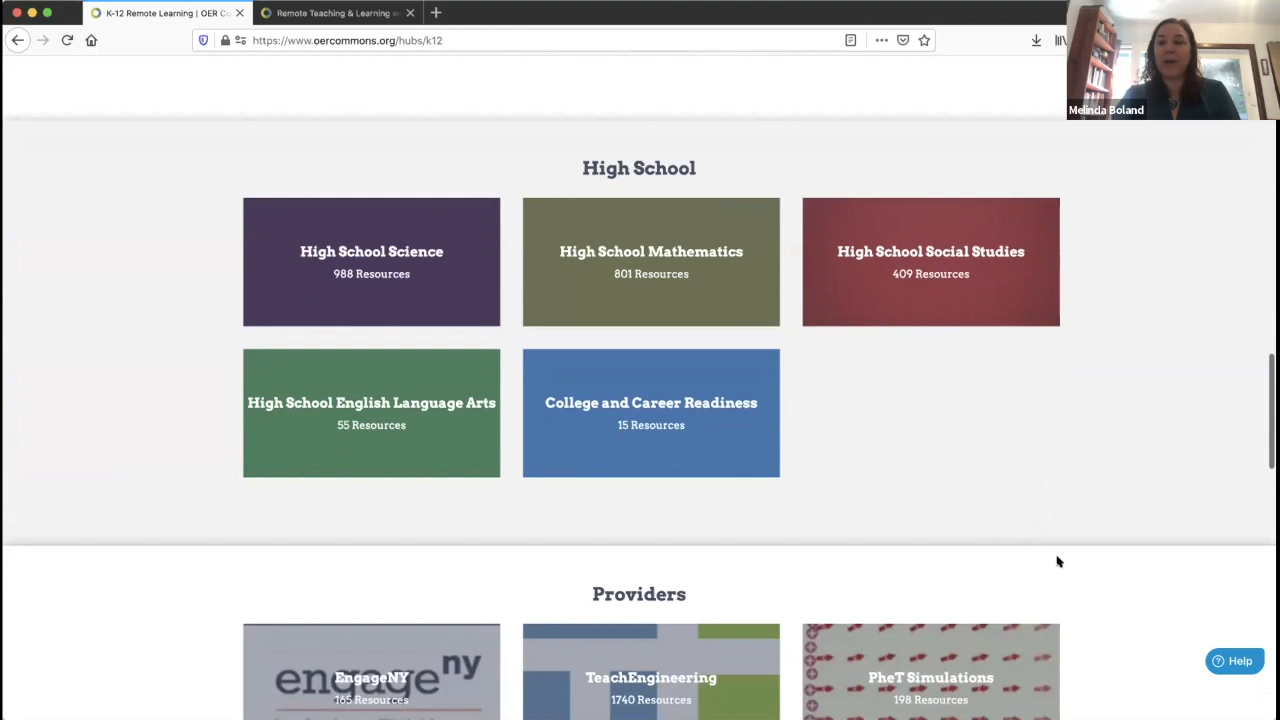 K-12 Remote Learning | OER Co
Remote Teaching & Learning w
https://www.oercommons.org/hubs/k12
Melinda Boland
High School
High School Science
988 Resources
High School Mathematics
801 Resources
High School Social Studies
409 Resources
High School English Language Arts
55 Resources
College and Career Readiness
15 Resources
Providers
engageny
EngageNY
165 Resources
TeachEngineering
1740 Resources
PheT Simulations
198 Resources
Help